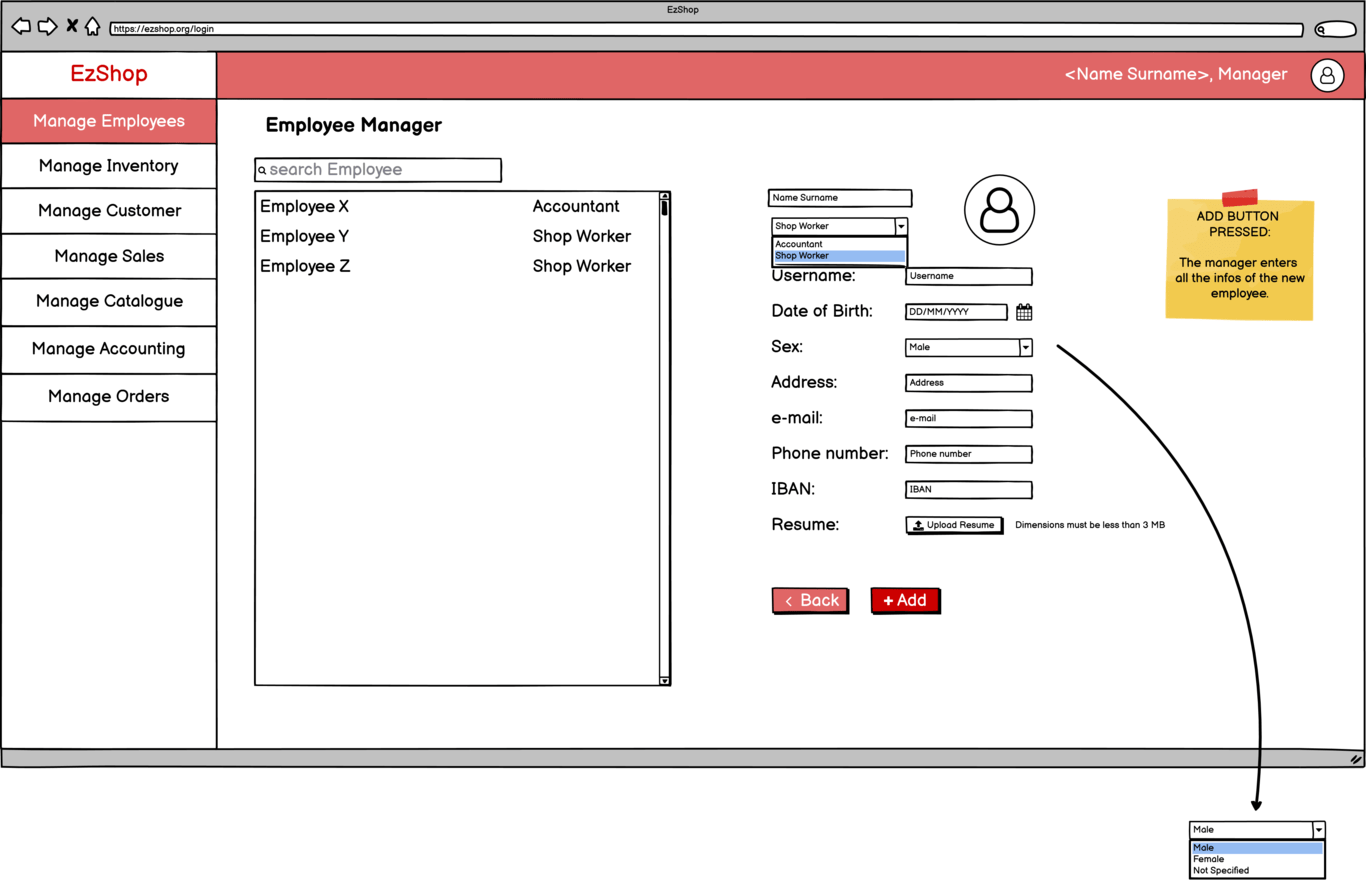 EzShop
https://ezshop.org/login
EzShop
<Name Surname>, Manager
Manage Employees
Manage Inventory
Manage Customer
Manage Sales
Manage Catalogue
Manage Accounting
Manage Orders
Employee Manager
search Employee
Employee X Accountant
Employee Y Shop Worker
Employee Z Shop Worker
Name Surname
Shop Worker
Accountant
Shop Worker
Username: Username
Date of Birth: DD/MM/YYYY
Sex: Male
Address: Address
e-mail: e-mail
Phone number: Phone number
IBAN: IBAN
Resume: Upload Resume Dimensions must be less than 3 MB
< Back + Add
ADD BUTTON
PRESSED:
The manager enters
all the infos of the new
employee.
Male
Male
Female
Not Specified